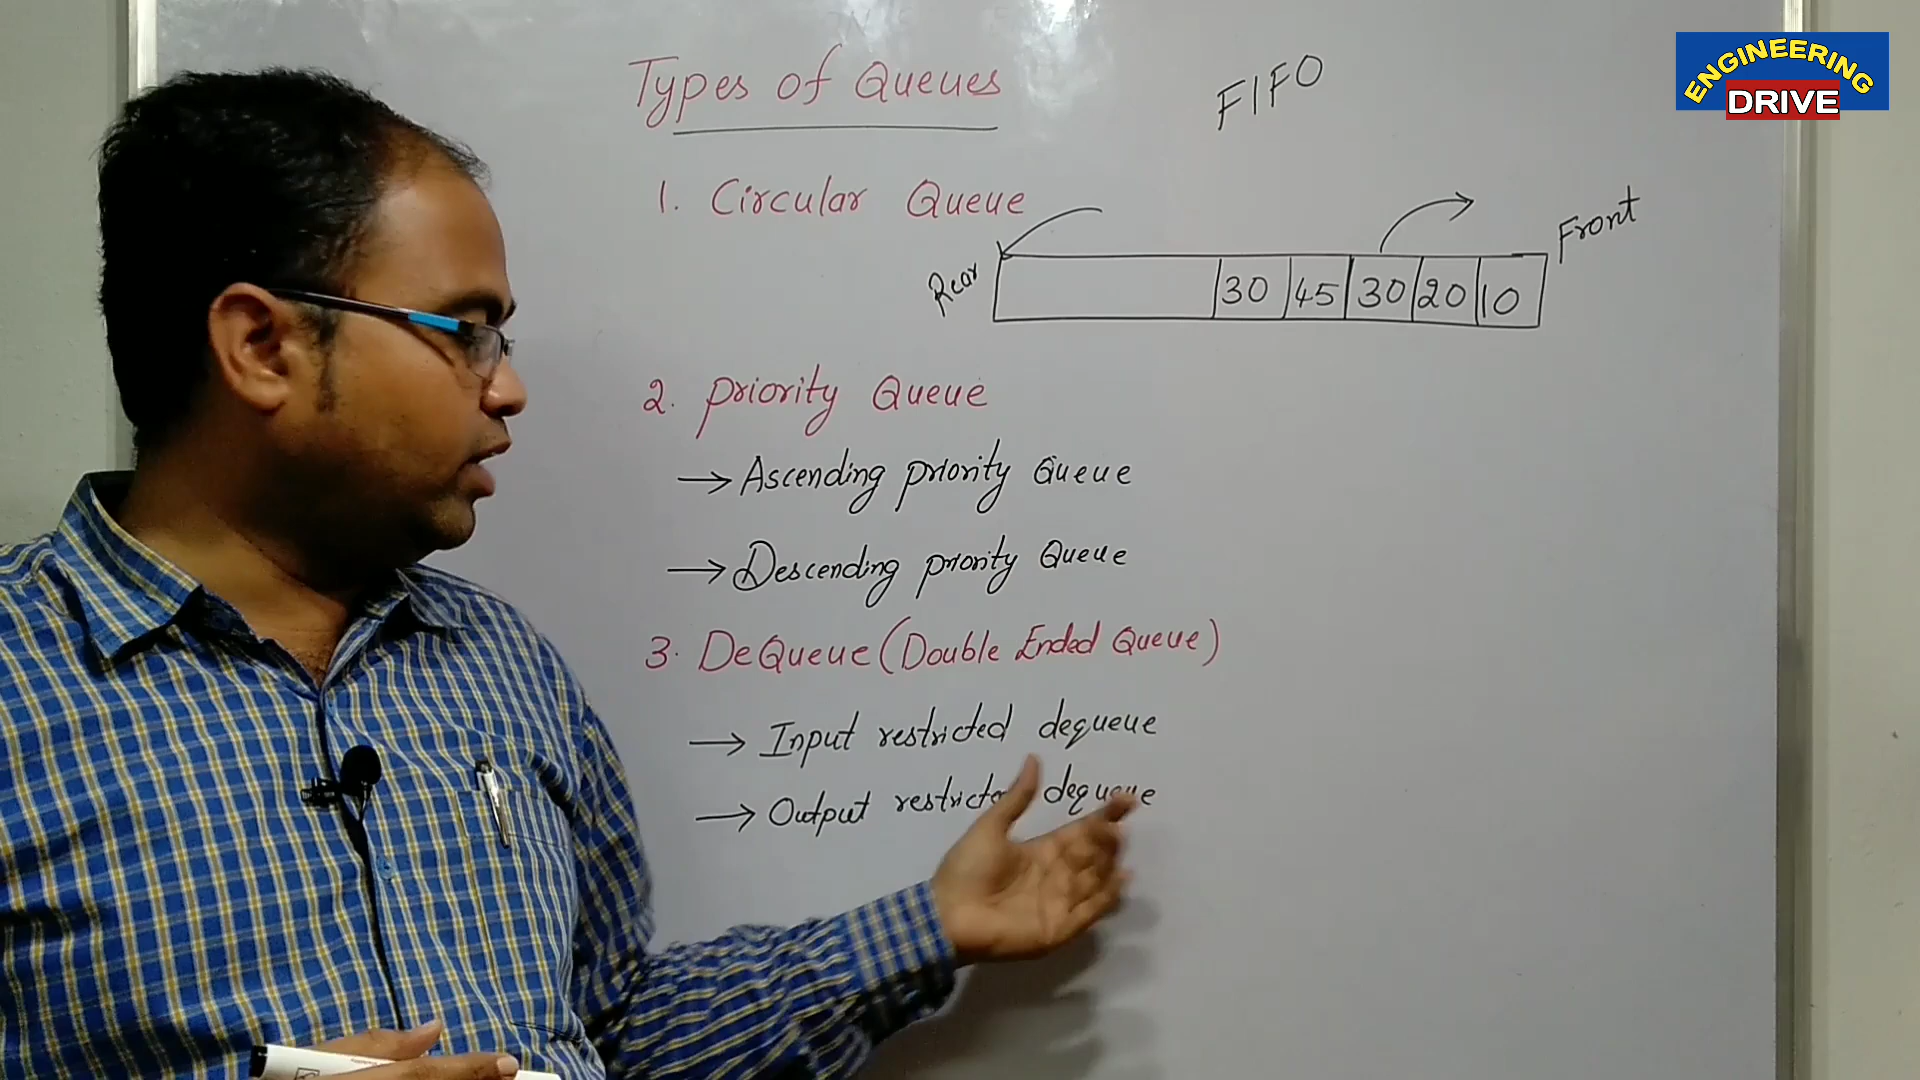 Types of Queues
FIFO
ENGINEERING
DRIVE
1. Circular Queue
Rear
Front
30 45 30 20 10
2. Priority Queue
→ Ascending priority Queue
→ Descending priority Queue
3. DeQueue (Double Ended Queue)
→ Input restricted dequeue
→ Output restricted dequeue